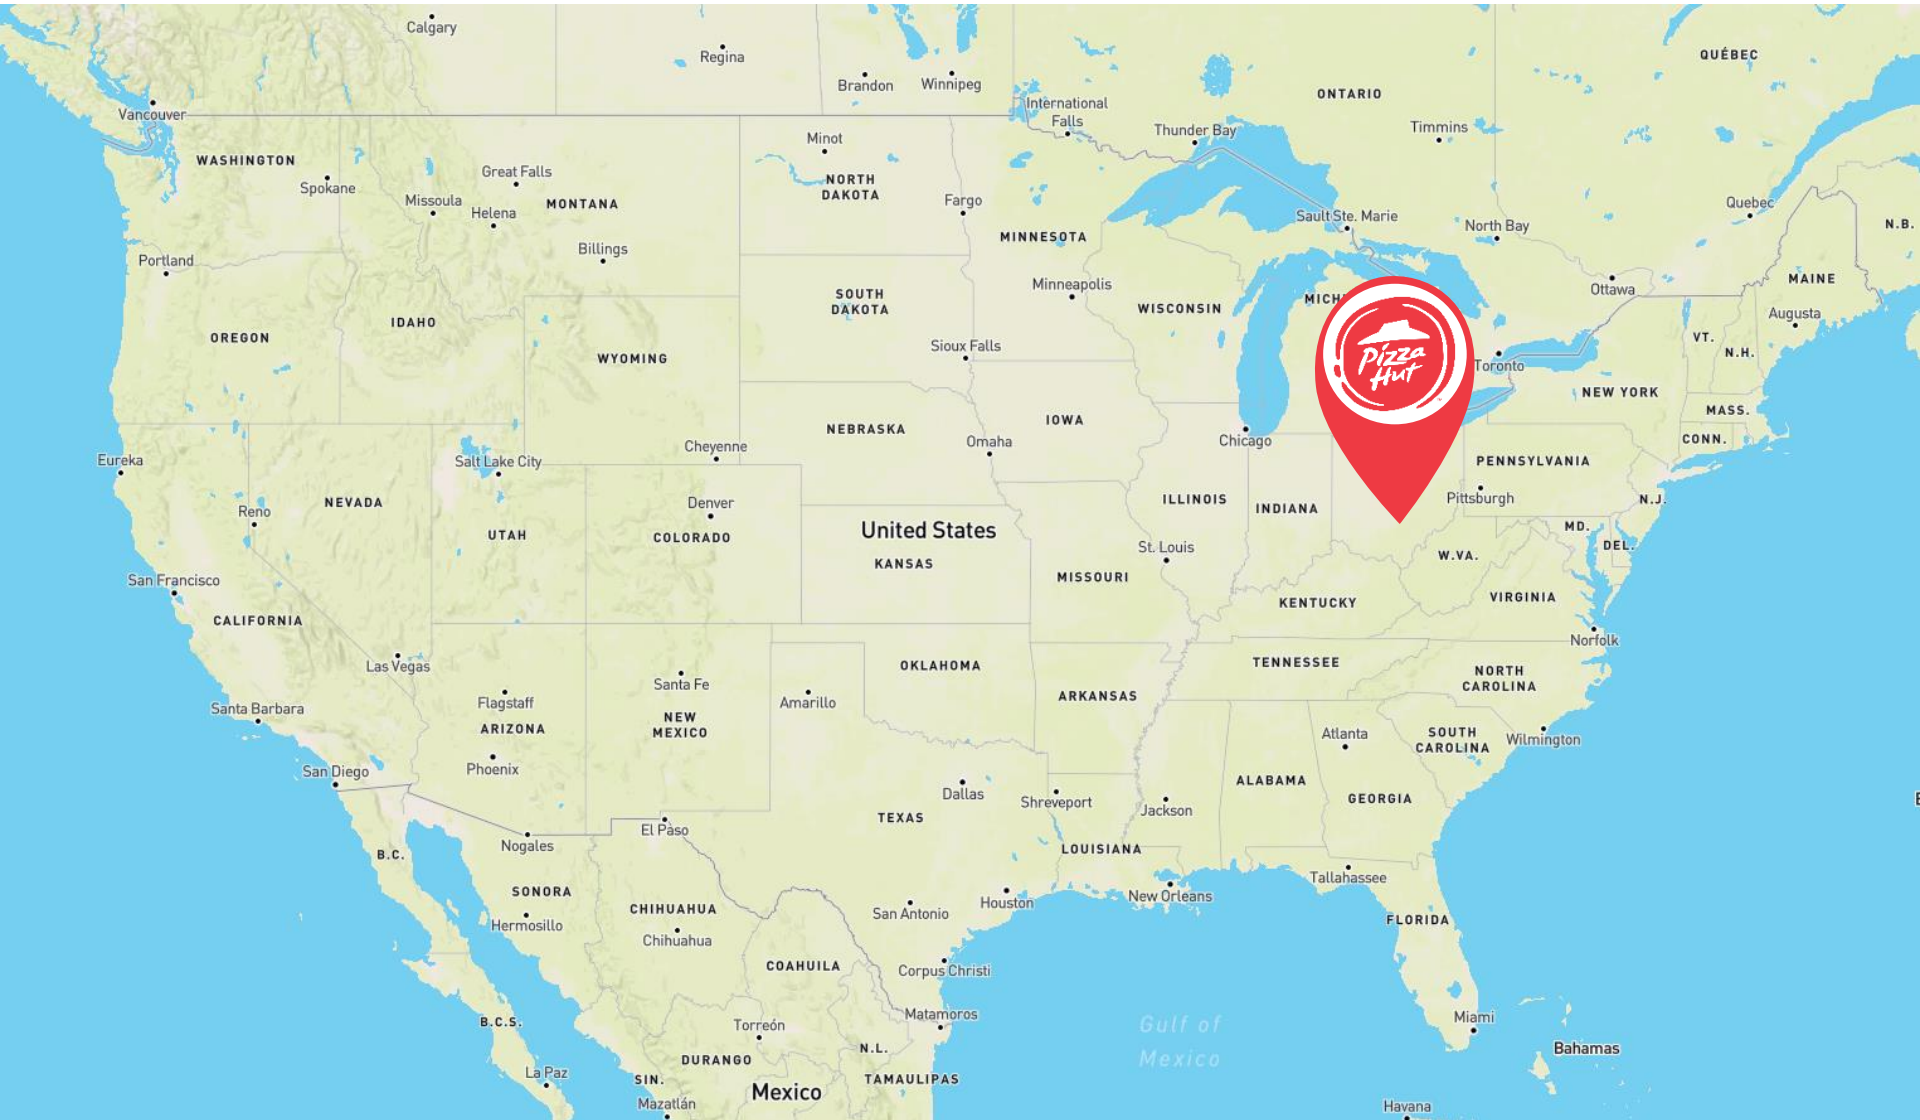 Calgary
Regina
Brandon
Winnipeg
QUÉBEC
ONTARIO
International
Falls
Thunder Bay
Timmins
Vancouver
WASHINGTON
Spokane
Great Falls
Missoula
Helena
MONTANA
Billings
Minot
NORTH
DAKOTA
Fargo
MINNESOTA
Sault Ste. Marie
North Bay
Quebec
N.B.
Portland
Ottawa
MAINE
Augusta
Minneapolis
WISCONSIN
MICH
SOUTH
DAKOTA
OREGON
IDAHO
WYOMING
Sioux Falls
Pizza
Hut
Toronto
VT.
N.H.
NEW YORK
MASS.
CONN.
IOWA
NEBRASKA
Omaha
Chicago
Cheyenne
Eureka
Salt Lake City
PENNSYLVANIA
Pittsburgh
N.J.
NEVADA
Reno
Denver
ILLINOIS
INDIANA
United States
MD.
DEL.
UTAH
COLORADO
KANSAS
St. Louis
W.VA.
MISSOURI
San Francisco
CALIFORNIA
KENTUCKY
VIRGINIA
Norfolk
Las Vegas
OKLAHOMA
TENNESSEE
NORTH
CAROLINA
Santa Fe
Flagstaff
Amarillo
ARKANSAS
Santa Barbara
ARIZONA
NEW
MEXICO
Atlanta
SOUTH
CAROLINA
Wilmington
San Diego
Phoenix
Dallas
Shreveport
ALABAMA
GEORGIA
Jackson
TEXAS
El Paso
Nogales
B.C.
LOUISIANA
Tallahassee
SONORA
Houston
New Orleans
San Antonio
CHIHUAHUA
Hermosillo
Chihuahua
FLORIDA
COAHUILA
Corpus Christi
B.C.S.
Torreón
Matamoros
Gulf of
Mexico
Miami
N.L.
Bahamas
DURANGO
La Paz
SIN.
Mexico
TAMAULIPAS
Mazatlán
Havana